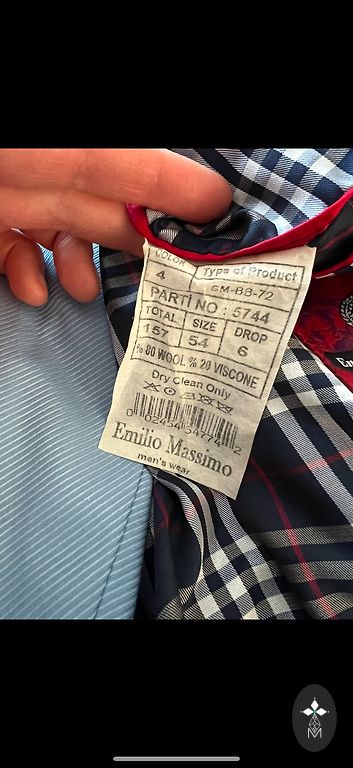 COLOR
4
Type of Product
6M-BB-72
PARTİ NO : 5744
TOTAL SIZE DROP
157 54 6
% 80 WOOL % 20 VISCONE
Dry Clean Only
Emilio Massimo
men's wear
M